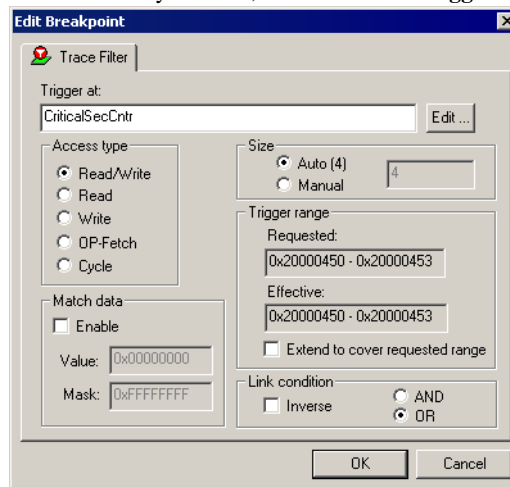 Edit Breakpoint
Trace Filter
Trigger at:
CriticalSecCntr
Edit ...
Access type
Read/Write
Read
Write
OP-Fetch
Cycle
Size
Auto (4)
Manual
4
Trigger range
Requested:
0x20000450 - 0x20000453
Effective:
0x20000450 - 0x20000453
Extend to cover requested range
Match data
Enable
Value: 0x00000000
Mask: 0xFFFFFFFF
Link condition
Inverse
AND
OR
OK
Cancel